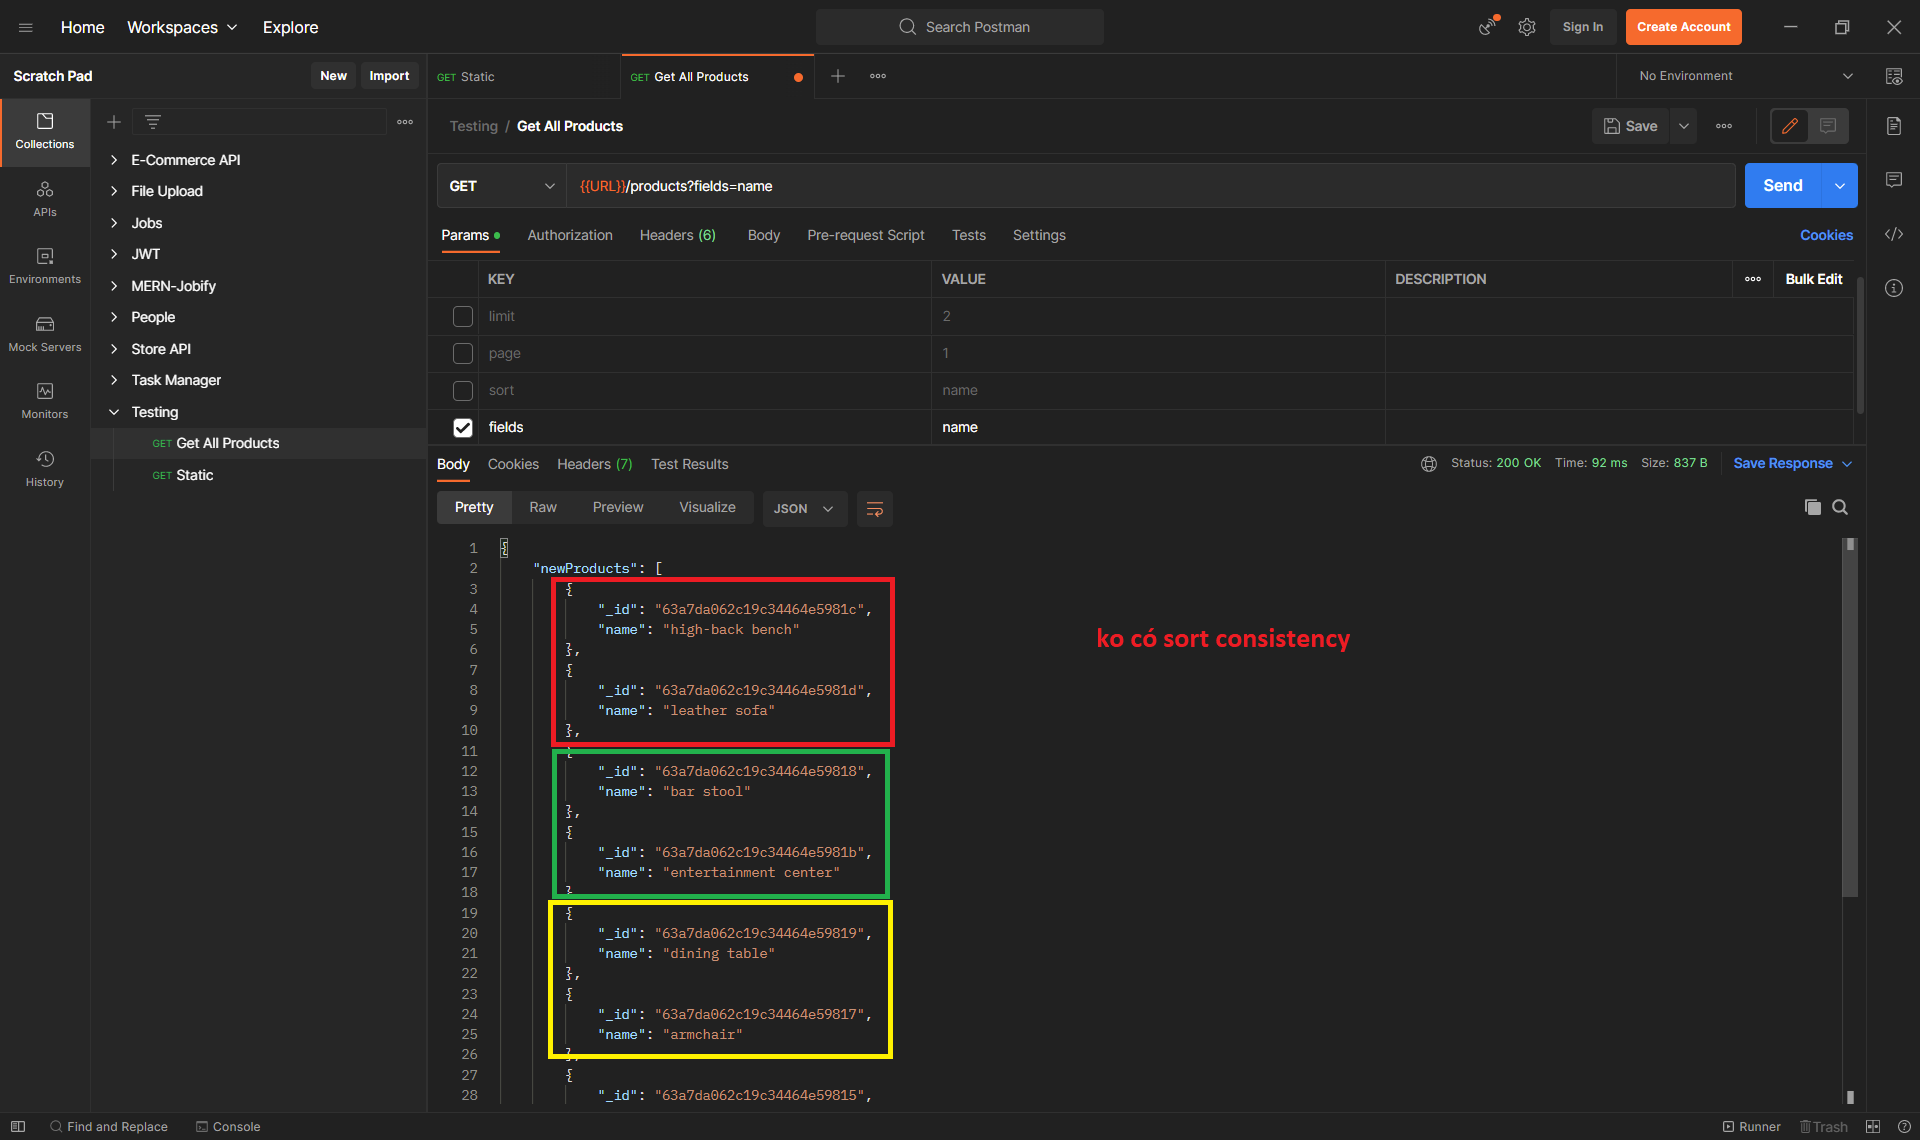 Home Workspaces Explore Search Postman Sign In Create Account
Scratch Pad New Import GET Static GET Get All Products No Environment
Testing / Get All Products Save
Collections
APIs
Environments
Mock Servers
Monitors
History
E-Commerce API
File Upload
Jobs
JWT
MERN-Jobify
People
Store API
Task Manager
Testing
GET Get All Products
GET Static
GET {{URL}}/products?fields=name Send
Params Authorization Headers (6) Body Pre-request Script Tests Settings Cookies
KEY VALUE DESCRIPTION Bulk Edit
limit 2
page 1
sort name
fields name
Body Cookies Headers (7) Test Results Status: 200 OK Time: 92 ms Size: 837 B Save Response
Pretty Raw Preview Visualize JSON
1 {
2 "newProducts": [
3 {
4 "_id": "63a7da062c19c34464e5981c",
5 "name": "high-back bench"
6 },
7 {
8 "_id": "63a7da062c19c34464e5981d",
9 "name": "leather sofa"
10 },
11 {
12 "_id": "63a7da062c19c34464e59818",
13 "name": "bar stool"
14 },
15 {
16 "_id": "63a7da062c19c34464e5981b",
17 "name": "entertainment center"
18 }
19 {
20 "_id": "63a7da062c19c34464e59819",
21 "name": "dining table"
22 },
23 {
24 "_id": "63a7da062c19c34464e59817",
25 "name": "armchair"
26 },
27 {
28 "_id": "63a7da062c19c34464e59815",
ko có sort consistency
Find and Replace Console Runner Trash